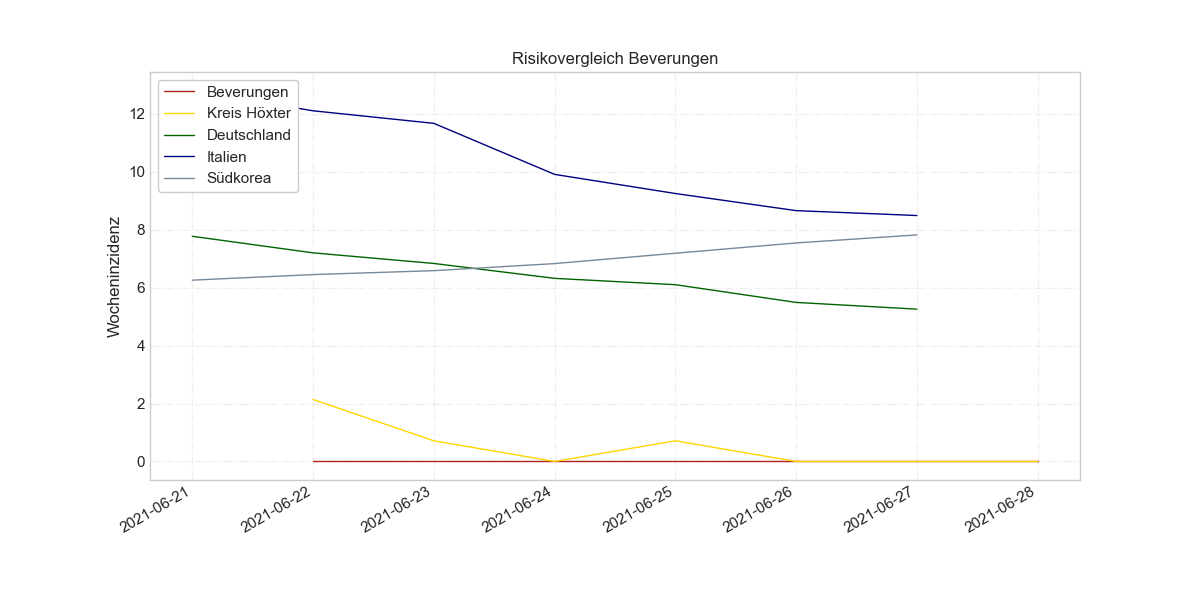 Risikovergleich Beverungen
Beverungen
Kreis Höxter
Deutschland
Italien
Südkorea
Wocheninzidenz
12
10
8
6
4
2
0
2021-06-21
2021-06-22
2021-06-23
2021-06-24
2021-06-25
2021-06-26
2021-06-27
2021-06-28